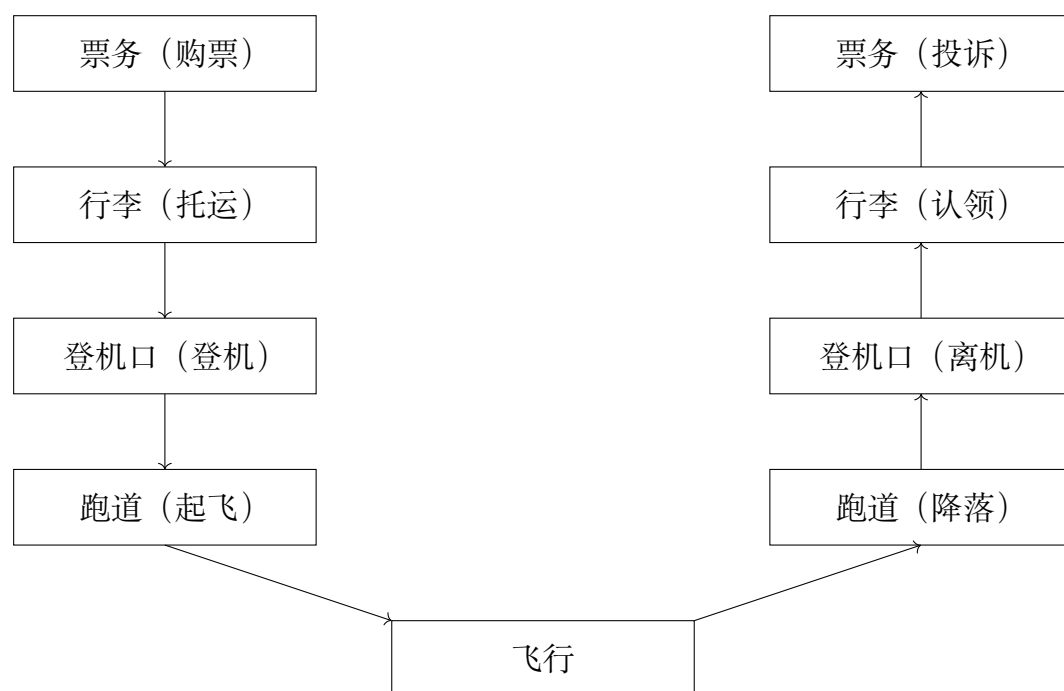 票务（购票）
票务（投诉）
行李（托运）
行李（认领）
登机口（登机）
登机口（离机）
跑道（起飞）
跑道（降落）
飞行